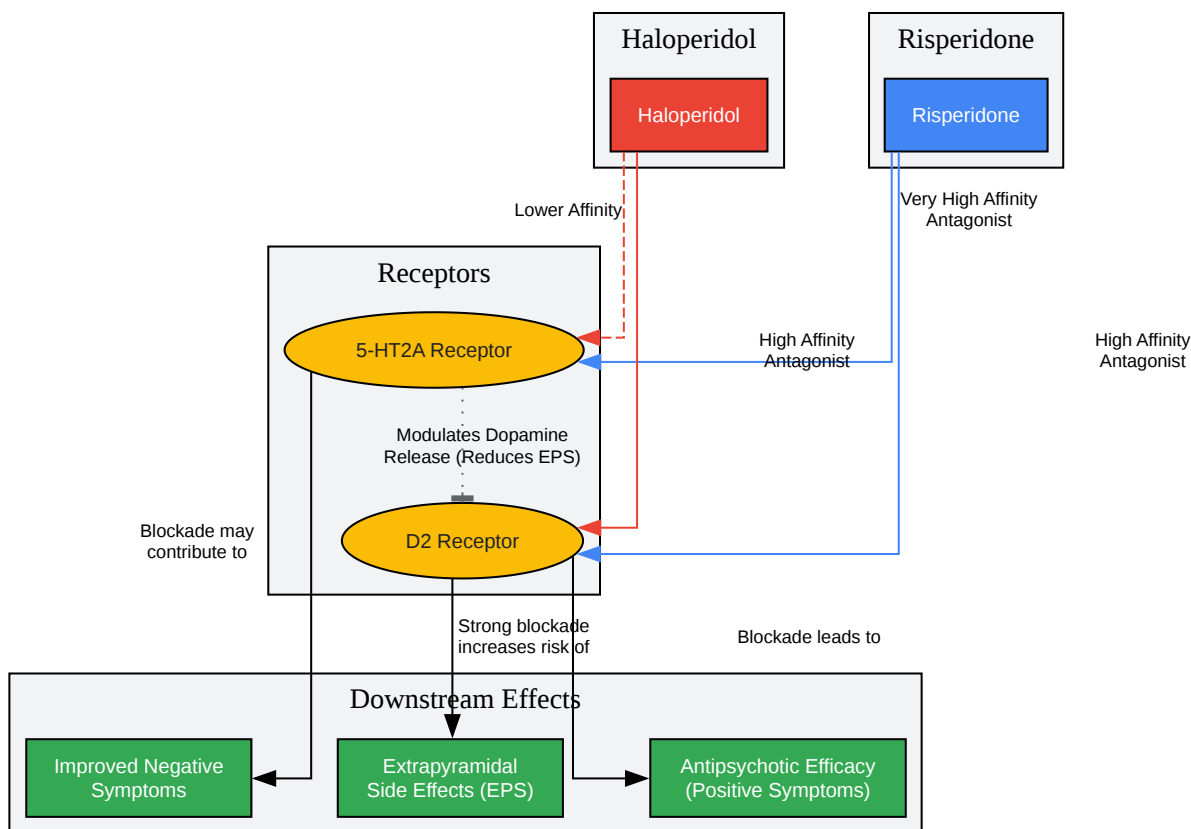 Haloperidol
Risperidone
Haloperidol
Risperidone
Lower Affinity
Very High Affinity
Antagonist
Receptors
5-HT2A Receptor
High Affinity
Antagonist
High Affinity
Antagonist
Modulates Dopamine
Release (Reduces EPS)
Blockade may
contribute to
D2 Receptor
Strong blockade
increases risk of
Blockade leads to
Downstream Effects
Improved Negative
Symptoms
Extrapyramidal
Side Effects (EPS)
Antipsychotic Efficacy
(Positive Symptoms)